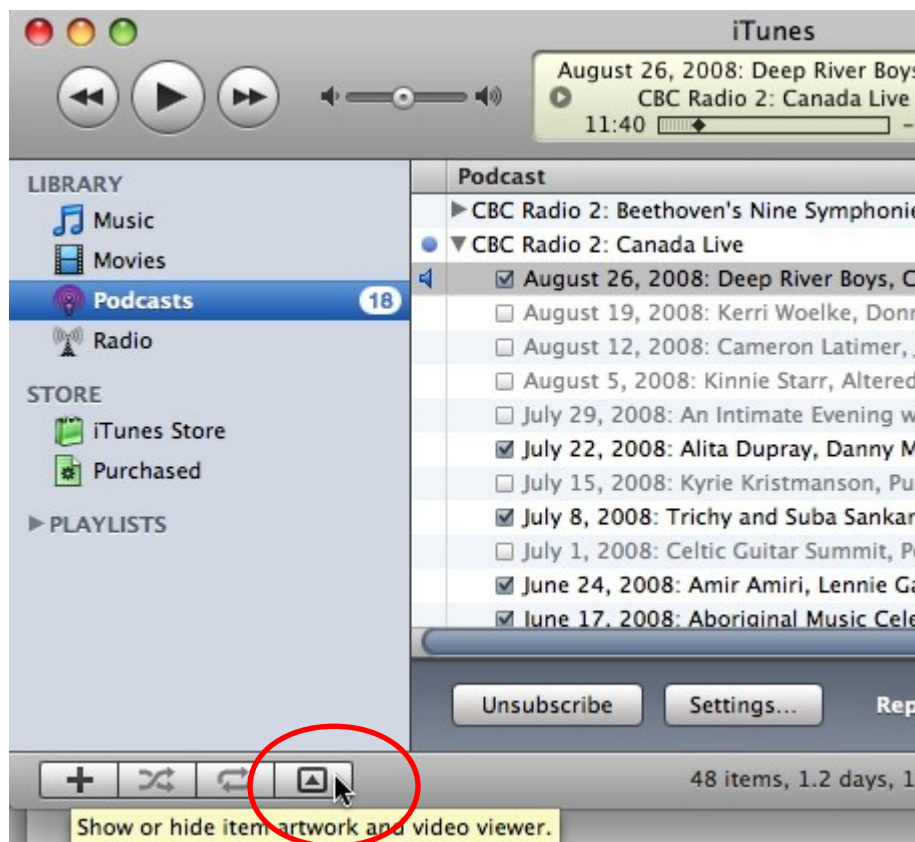 iTunes
August 26, 2008: Deep River Boys
CBC Radio 2: Canada Live
11:40
LIBRARY
Music
Movies
Podcasts 18
Radio
STORE
iTunes Store
Purchased
PLAYLISTS
Podcast
CBC Radio 2: Beethoven's Nine Symphonie
CBC Radio 2: Canada Live
August 26, 2008: Deep River Boys, C
August 19, 2008: Kerri Woelke, Donn
August 12, 2008: Cameron Latimer,
August 5, 2008: Kinnie Starr, Altered
July 29, 2008: An Intimate Evening w
July 22, 2008: Alita Dupray, Danny M
July 15, 2008: Kyrie Kristmanson, Pu
July 8, 2008: Trichy and Suba Sankar
July 1, 2008: Celtic Guitar Summit, P
June 24, 2008: Amir Amiri, Lennie Ga
June 17, 2008: Aboriginal Music Cele
Unsubscribe Settings... Rep
48 items, 1.2 days, 1
Show or hide item artwork and video viewer.